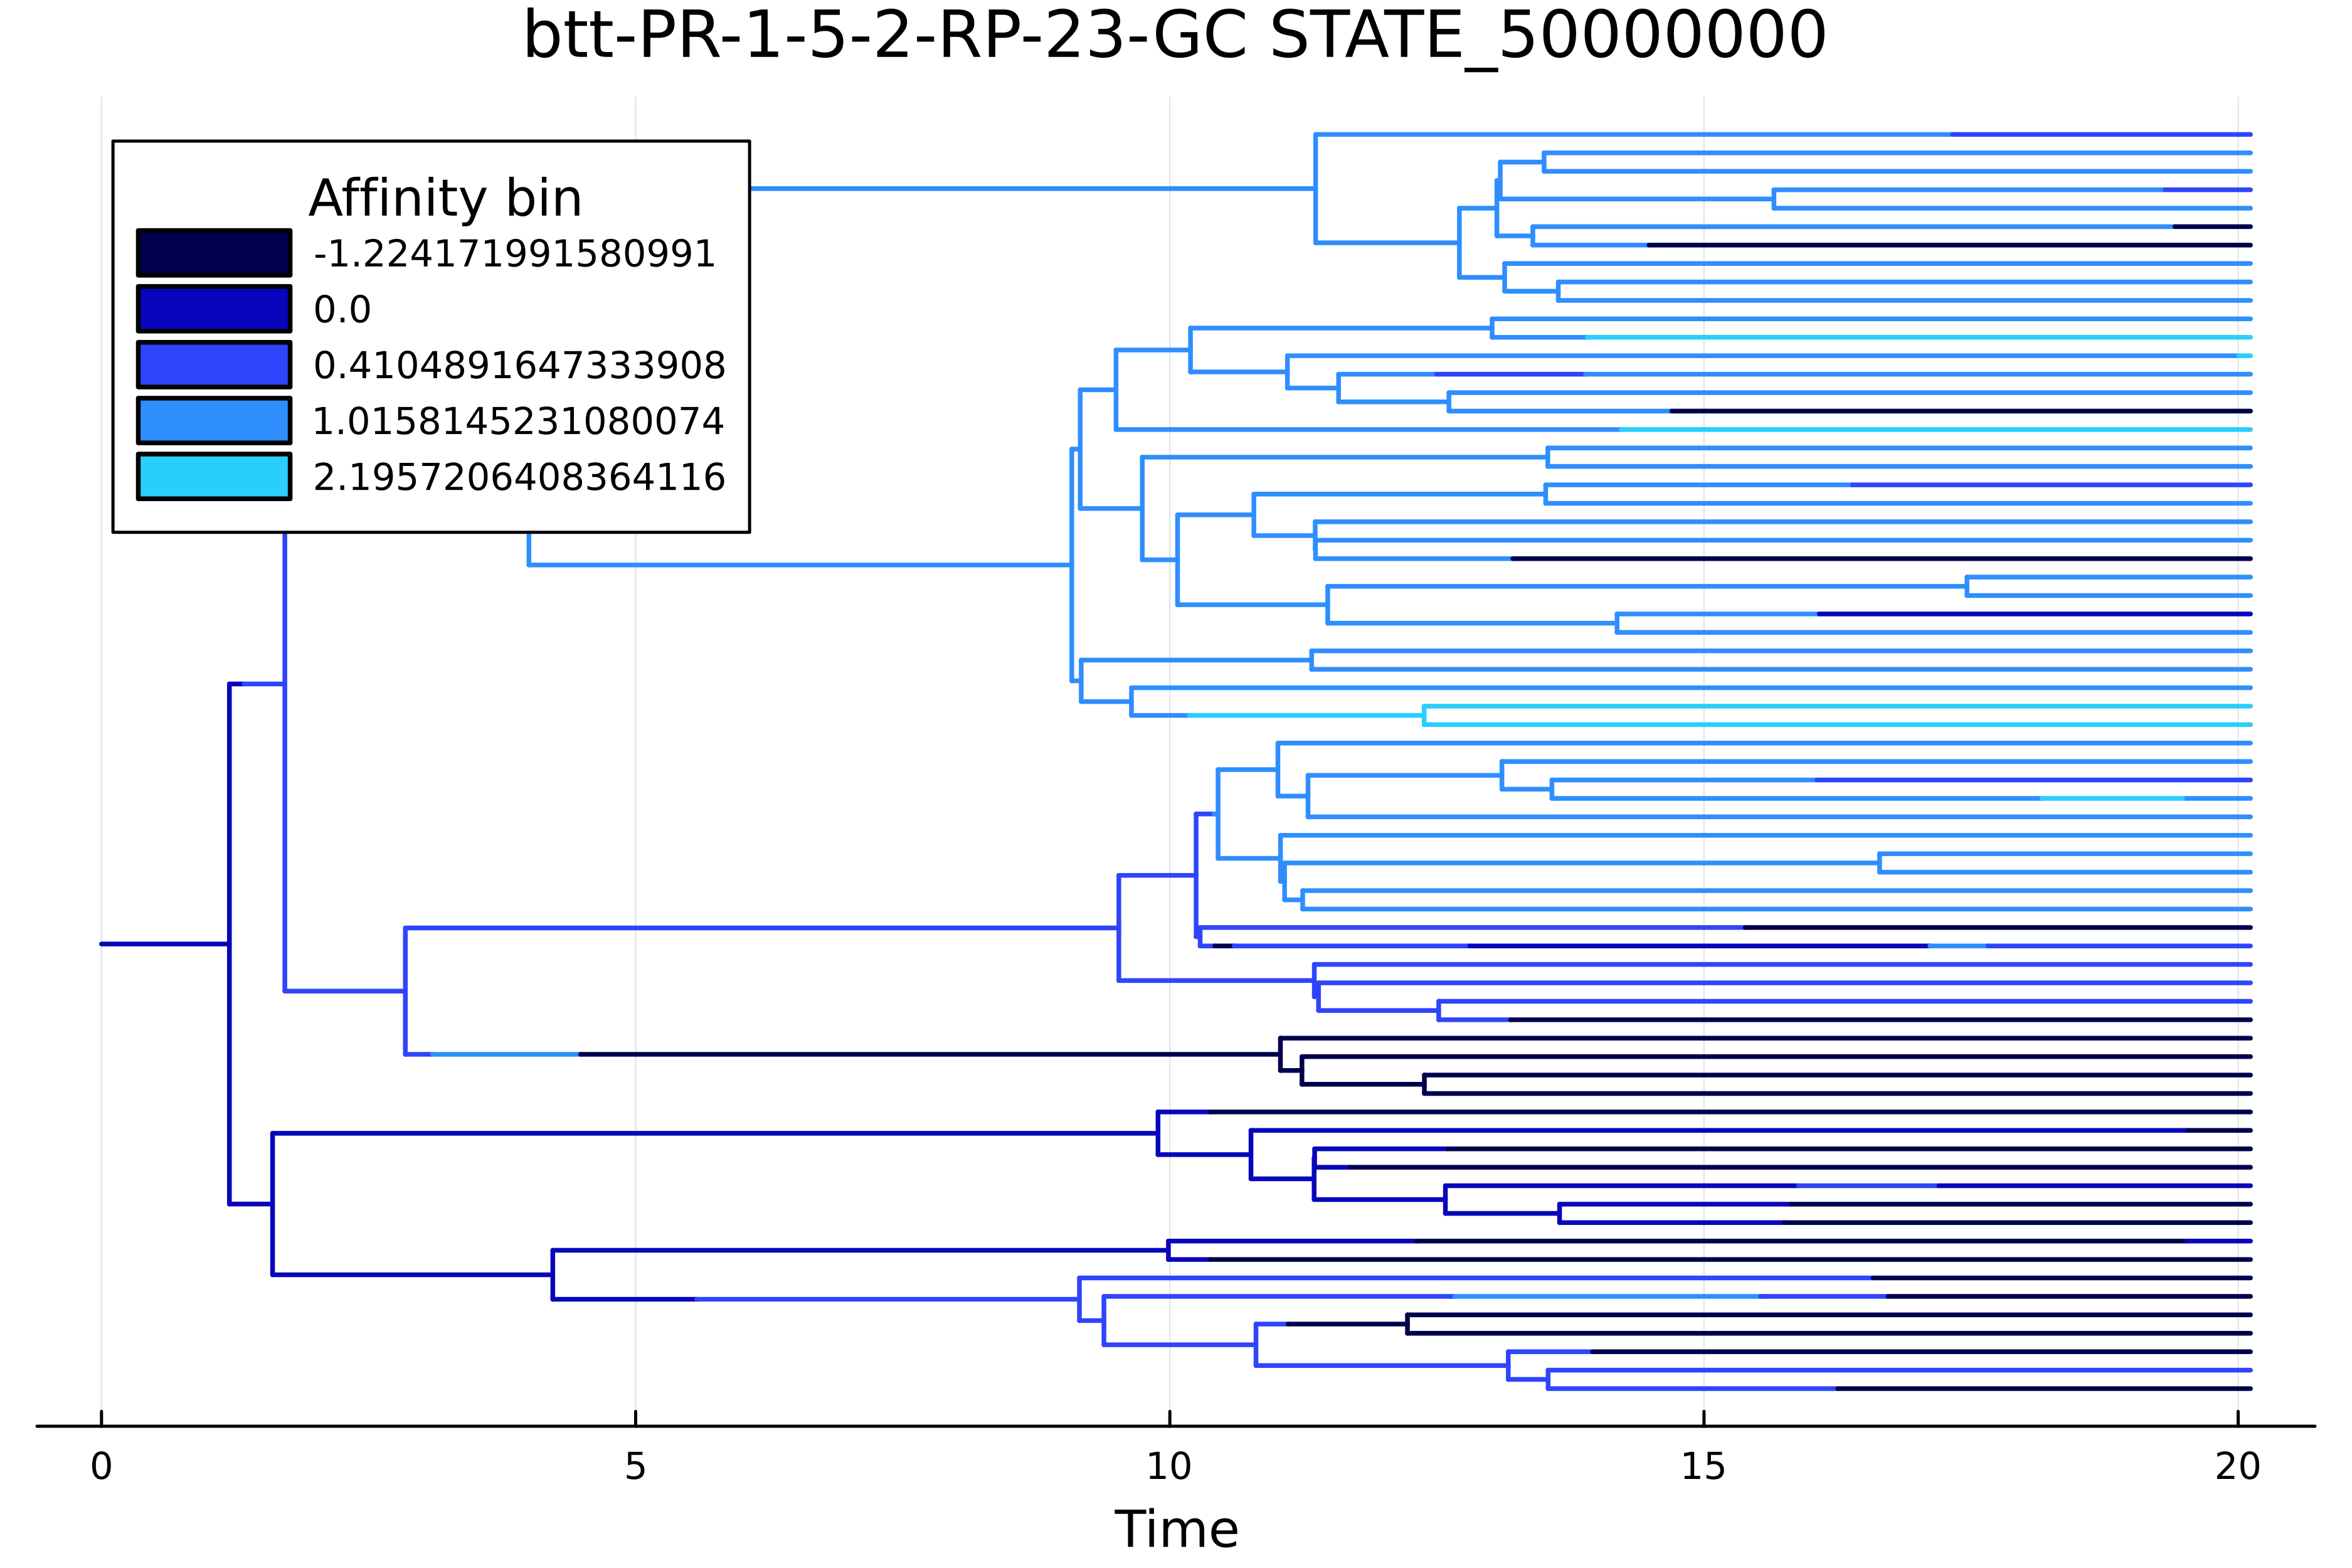 btt-PR-1-5-2-RP-23-GC STATE_50000000
Affinity bin
-1.224171991580991
0.0
0.4104891647333908
1.0158145231080074
2.1957206408364116
0 5 10 15 20
Time